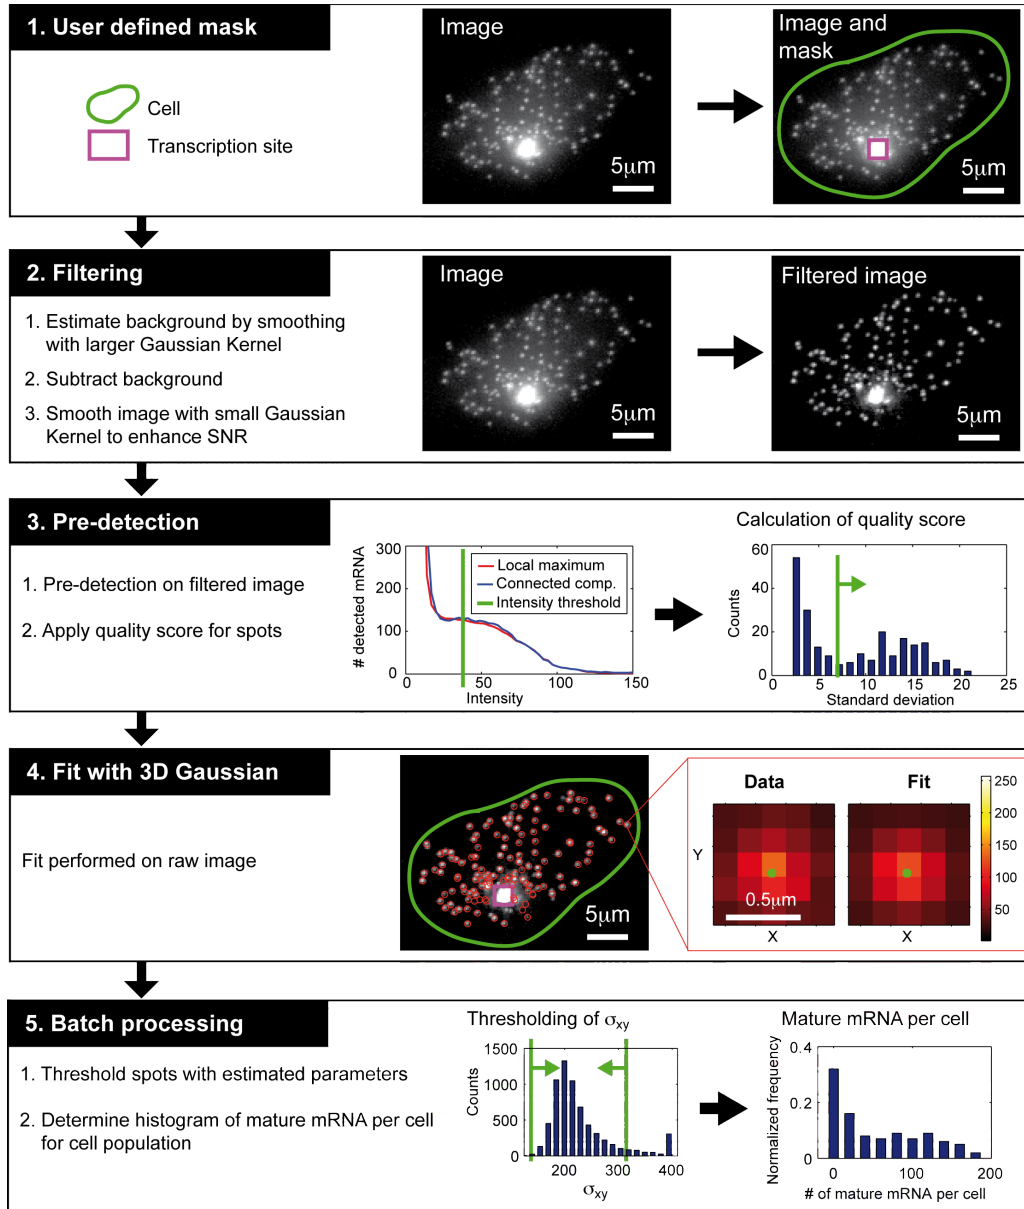 1. User defined mask
Cell
Transcription site
Image
5μm
Image and
mask
5μm
2. Filtering
1. Estimate background by smoothing
with larger Gaussian Kernel
2. Subtract background
3. Smooth image with small Gaussian
Kernel to enhance SNR
Image
5μm
Filtered image
5μm
3. Pre-detection
1. Pre-detection on filtered image
2. Apply quality score for spots
# detected mRNA
300
200
100
0
Local maximum
Connected comp.
Intensity threshold
0 50 100 150
Intensity
Calculation of quality score
Counts
60
40
20
0
0 5 10 15 20 25
Standard deviation
4. Fit with 3D Gaussian
Fit performed on raw image
5μm
Data
Fit
Y
0.5μm
X
X
250
200
150
100
50
5. Batch processing
1. Threshold spots with estimated parameters
2. Determine histogram of mature mRNA per cell
for cell population
Thresholding of σxy
Counts
1500
1000
500
0
200 300 400
σxy
Mature mRNA per cell
Normalized frequency
0.4
0.2
0
0 100 200
# of mature mRNA per cell